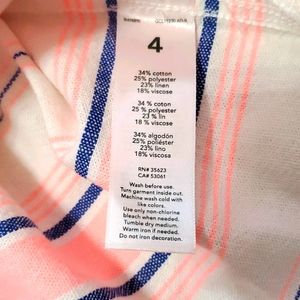 4
34% cotton
25% polyester
23% linen
18% viscose
34 % coton
25% polyester
23% lin
18 % viscose
34% algodón
25% poliéster
23% lino
18% viscosa
RN# 35623
CA# 53061
Wash before use.
Turn garment inside out.
Machine wash cold with
like colors.
Use only non-chlorine
bleach when needed.
Tumble dry medium.
Warm iron if needed.
Do not iron decoration.